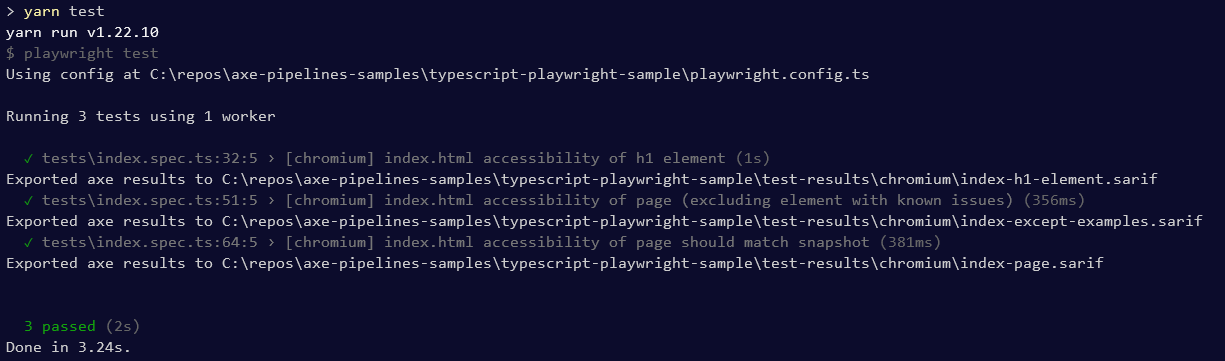 > yarn test
yarn run v1.22.10
$ playwright test
Using config at C:\repos\axe-pipelines-samples\typescript-playwright-sample\playwright.config.ts
Running 3 tests using 1 worker
✓ tests\index.spec.ts:32:5 › [chromium] index.html accessibility of h1 element (1s)
Exported axe results to C:\repos\axe-pipelines-samples\typescript-playwright-sample\test-results\chromium\index-h1-element.sarif
✓ tests\index.spec.ts:51:5 › [chromium] index.html accessibility of page (excluding element with known issues) (356ms)
Exported axe results to C:\repos\axe-pipelines-samples\typescript-playwright-sample\test-results\chromium\index-except-examples.sarif
✓ tests\index.spec.ts:64:5 › [chromium] index.html accessibility of page should match snapshot (381ms)
Exported axe results to C:\repos\axe-pipelines-samples\typescript-playwright-sample\test-results\chromium\index-page.sarif
3 passed (2s)
Done in 3.24s.